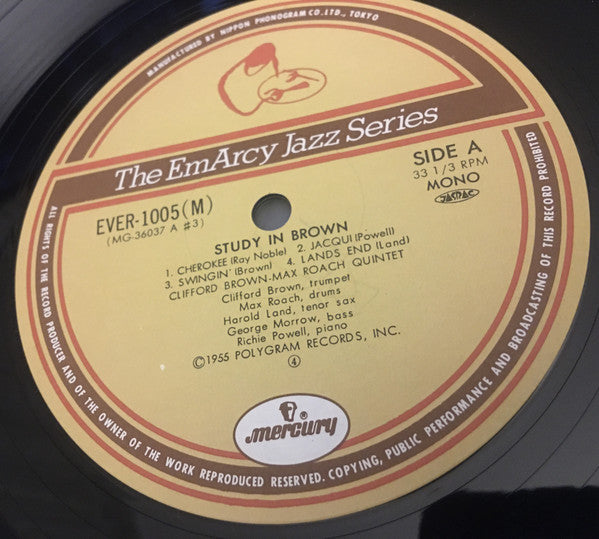 MANUFACTURED BY NIPPON PHONOGRAM CO. LTD., TOKYO
The EmArcy Jazz Series
EVER-1005(M)
(MG-36037 A #3)
SIDE A
33 1/3 RPM
MONO
JASRAC
STUDY IN BROWN
1. CHEROKEE (Ray Noble) 2. JACQUI (Powell)
3. SWINGIN' (Brown) 4. LANDS END (Land)
CLIFFORD BROWN-MAX ROACH QUINTET
Clifford Brown, trumpet
Max Roach, drums
Harold Land, tenor sax
George Morrow, bass
Richie Powell, piano
©1955 POLYGRAM RECORDS, INC.
④
mercury ®
ALL RIGHTS OF THE RECORD PRODUCER AND OF THE OWNER OF THE WORK REPRODUCED RESERVED. COPYING, PUBLIC PERFORMANCE AND BROADCASTING OF THIS RECORD PROHIBITED